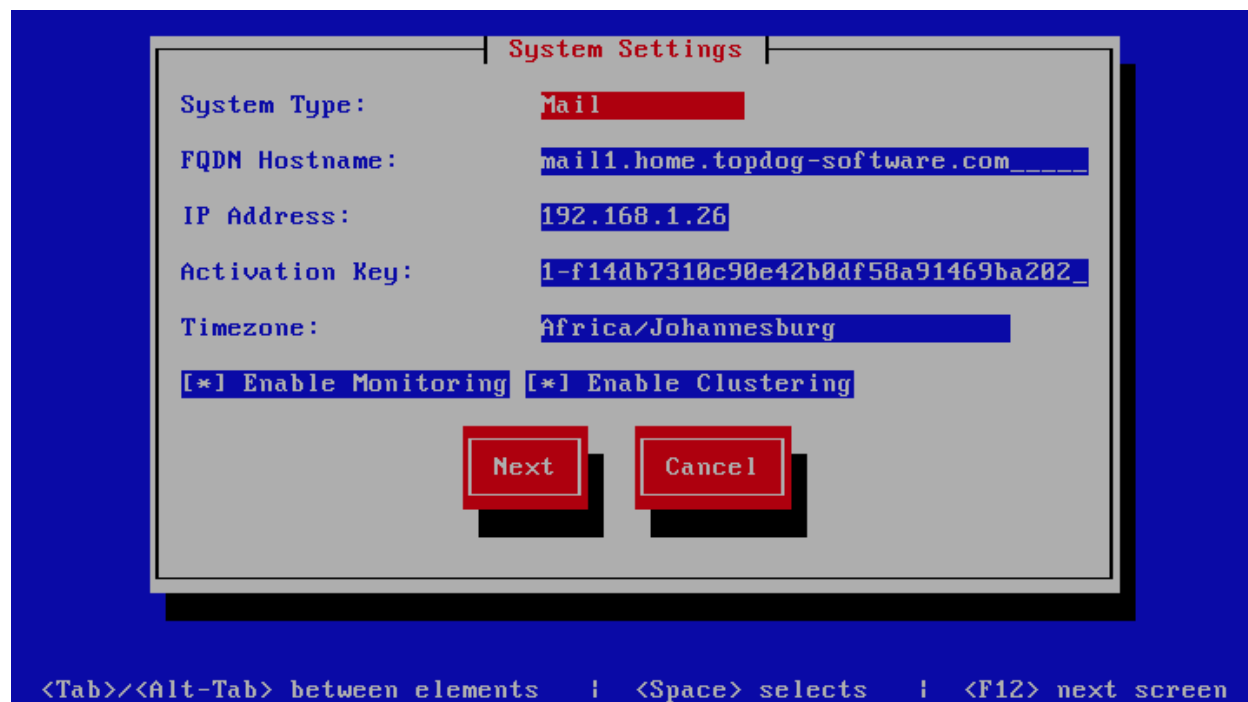 System Settings
System Type: Mail
FQDN Hostname: mail1.home.topdog-software.com_____
IP Address: 192.168.1.26
Activation Key: 1-f14db7310c90e42b0df58a91469ba202_
Timezone: Africa/Johannesburg
[*] Enable Monitoring [*] Enable Clustering
Next Cancel
<Tab>/<Alt-Tab> between elements | <Space> selects | <F12> next screen